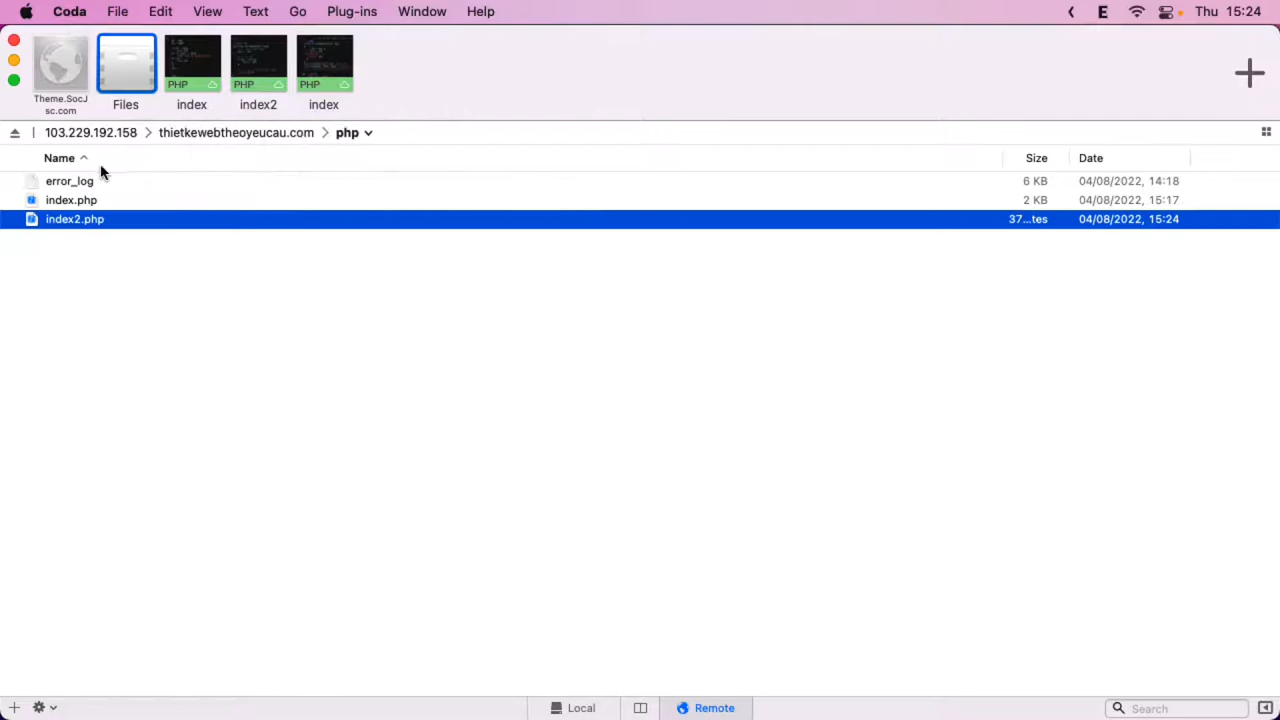 Coda File Edit View Text Go Plug-ins Window Help E Thu 15:24
PHP PHP PHP
Theme.SocJ
sc.com
Files index index2 index
103.229.192.158 thietkewebtheoyeucau.com php
Name Size Date
error_log 6 KB 04/08/2022, 14:18
index.php 2 KB 04/08/2022, 15:17
index2.php 37...tes 04/08/2022, 15:24
Local Remote Search